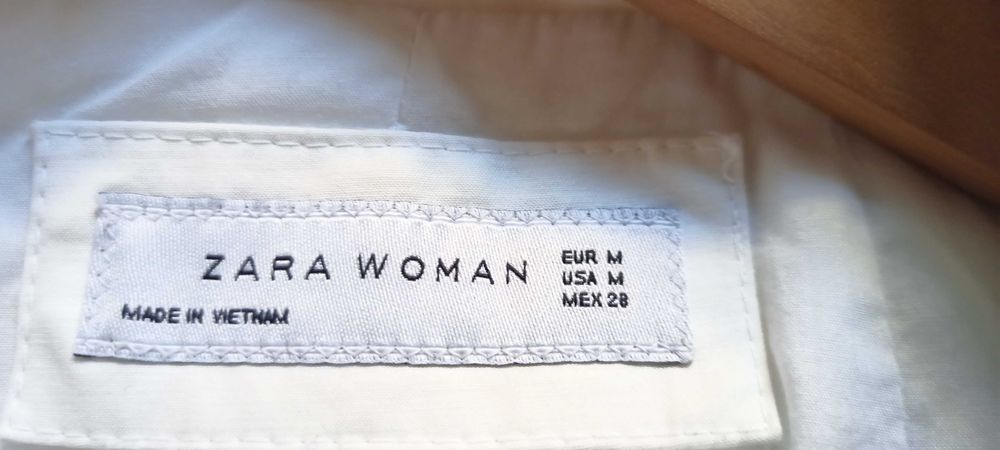 ZARA WOMAN
MADE IN VIETNAM
EUR M
USA M
MEX 28